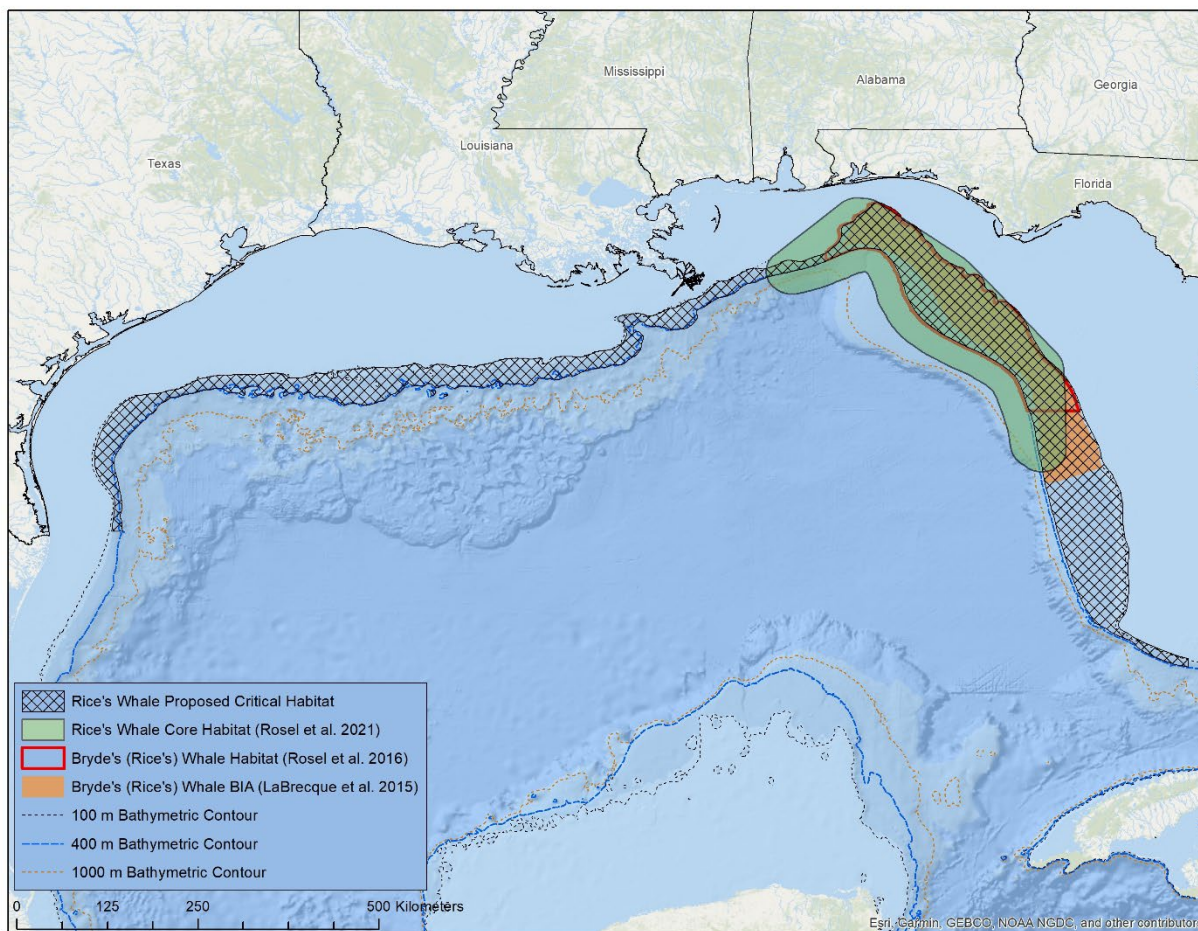 Mississippi
Alabama
Georgia
Texas
Louisiana
Florida
Rice's Whale Proposed Critical Habitat
Rice's Whale Core Habitat (Rosel et al. 2021)
Bryde's (Rice's) Whale Habitat (Rosel et al. 2016)
Bryde's (Rice's) Whale BIA (LaBrecque et al. 2015)
100 m Bathymetric Contour
400 m Bathymetric Contour
1000 m Bathymetric Contour
0 125 250 500 Kilometers
Esri, Garmin, GEBCO, NOAA NGDC, and other contributor